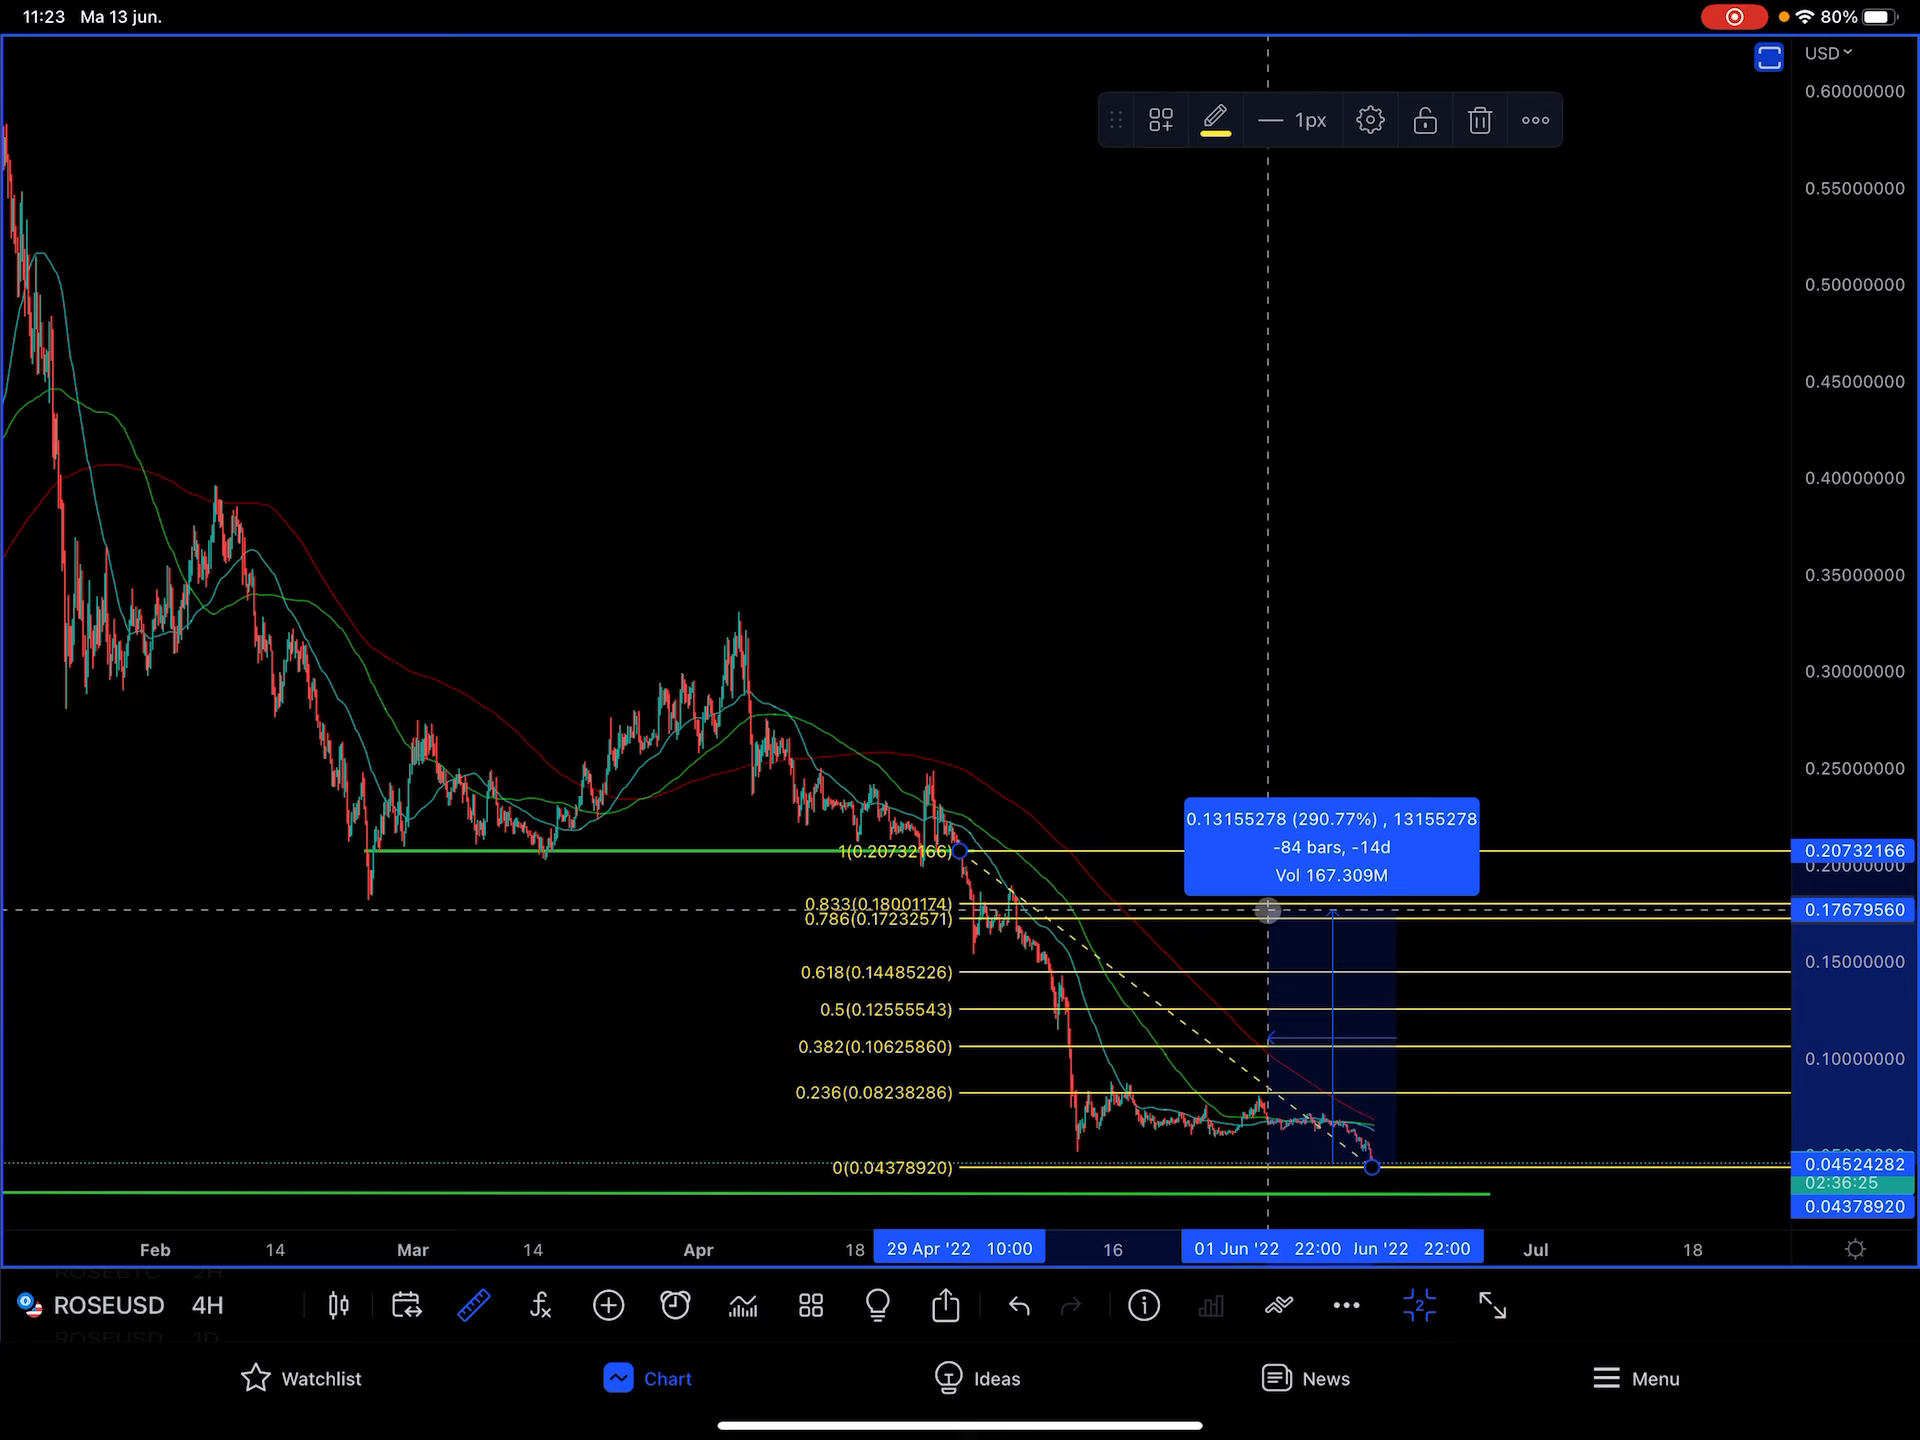 11:23 Ma 13 jun.
80%
USD
0.60000000
1px
0.55000000
0.50000000
0.45000000
0.40000000
0.35000000
0.30000000
0.25000000
0.13155278 (290.77%) , 13155278
-84 bars, -14d
Vol 167.309M
1(0.20732166)
0.20732166
0.20000000
0.833(0.18001174)
0.17679560
0.786(0.17232571)
0.15000000
0.618(0.14485226)
0.5(0.12555543)
0.382(0.10625860)
0.10000000
0.236(0.08238286)
0(0.04378920)
0.04524282
02:36:25
0.04378920
Feb 14 Mar 14 Apr 18 29 Apr '22 10:00 16 01 Jun '22 22:00 Jun '22 22:00 Jul 18
ROSEUSD 4H
2
ROSEUSD 1D
Watchlist Chart Ideas News Menu